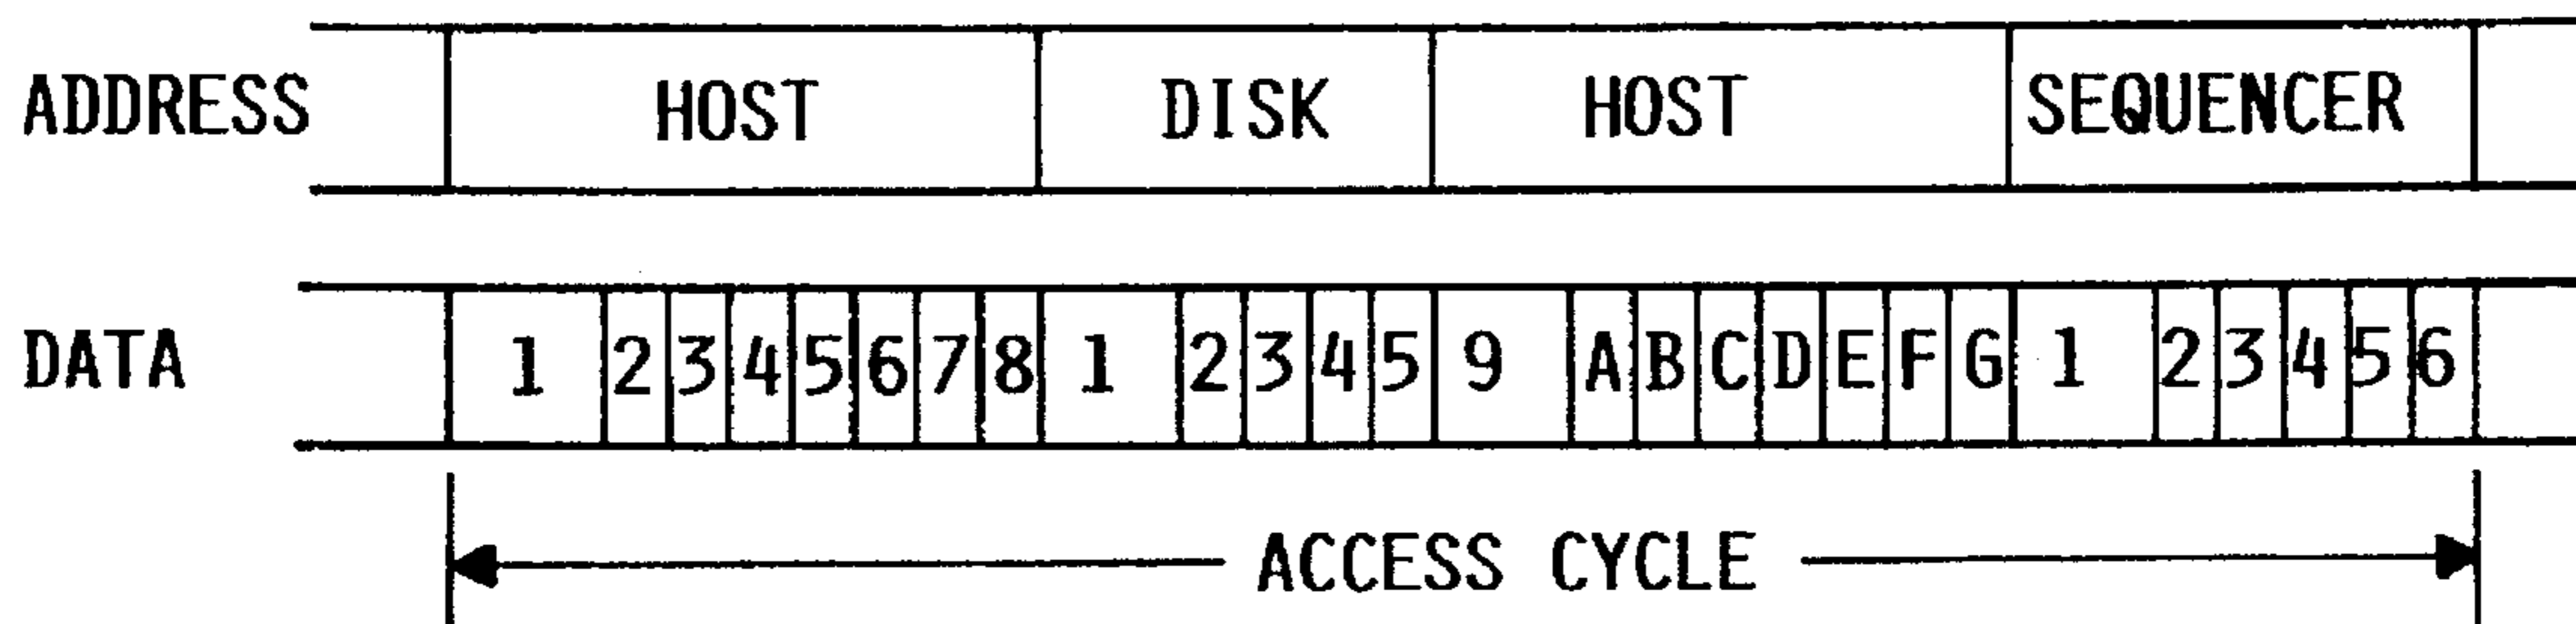 ADDRESS HOST DISK HOST SEQUENCER
DATA 1 2 3 4 5 6 7 8 1 2 3 4 5 9 A B C D E F G 1 2 3 4 5 6
ACCESS CYCLE